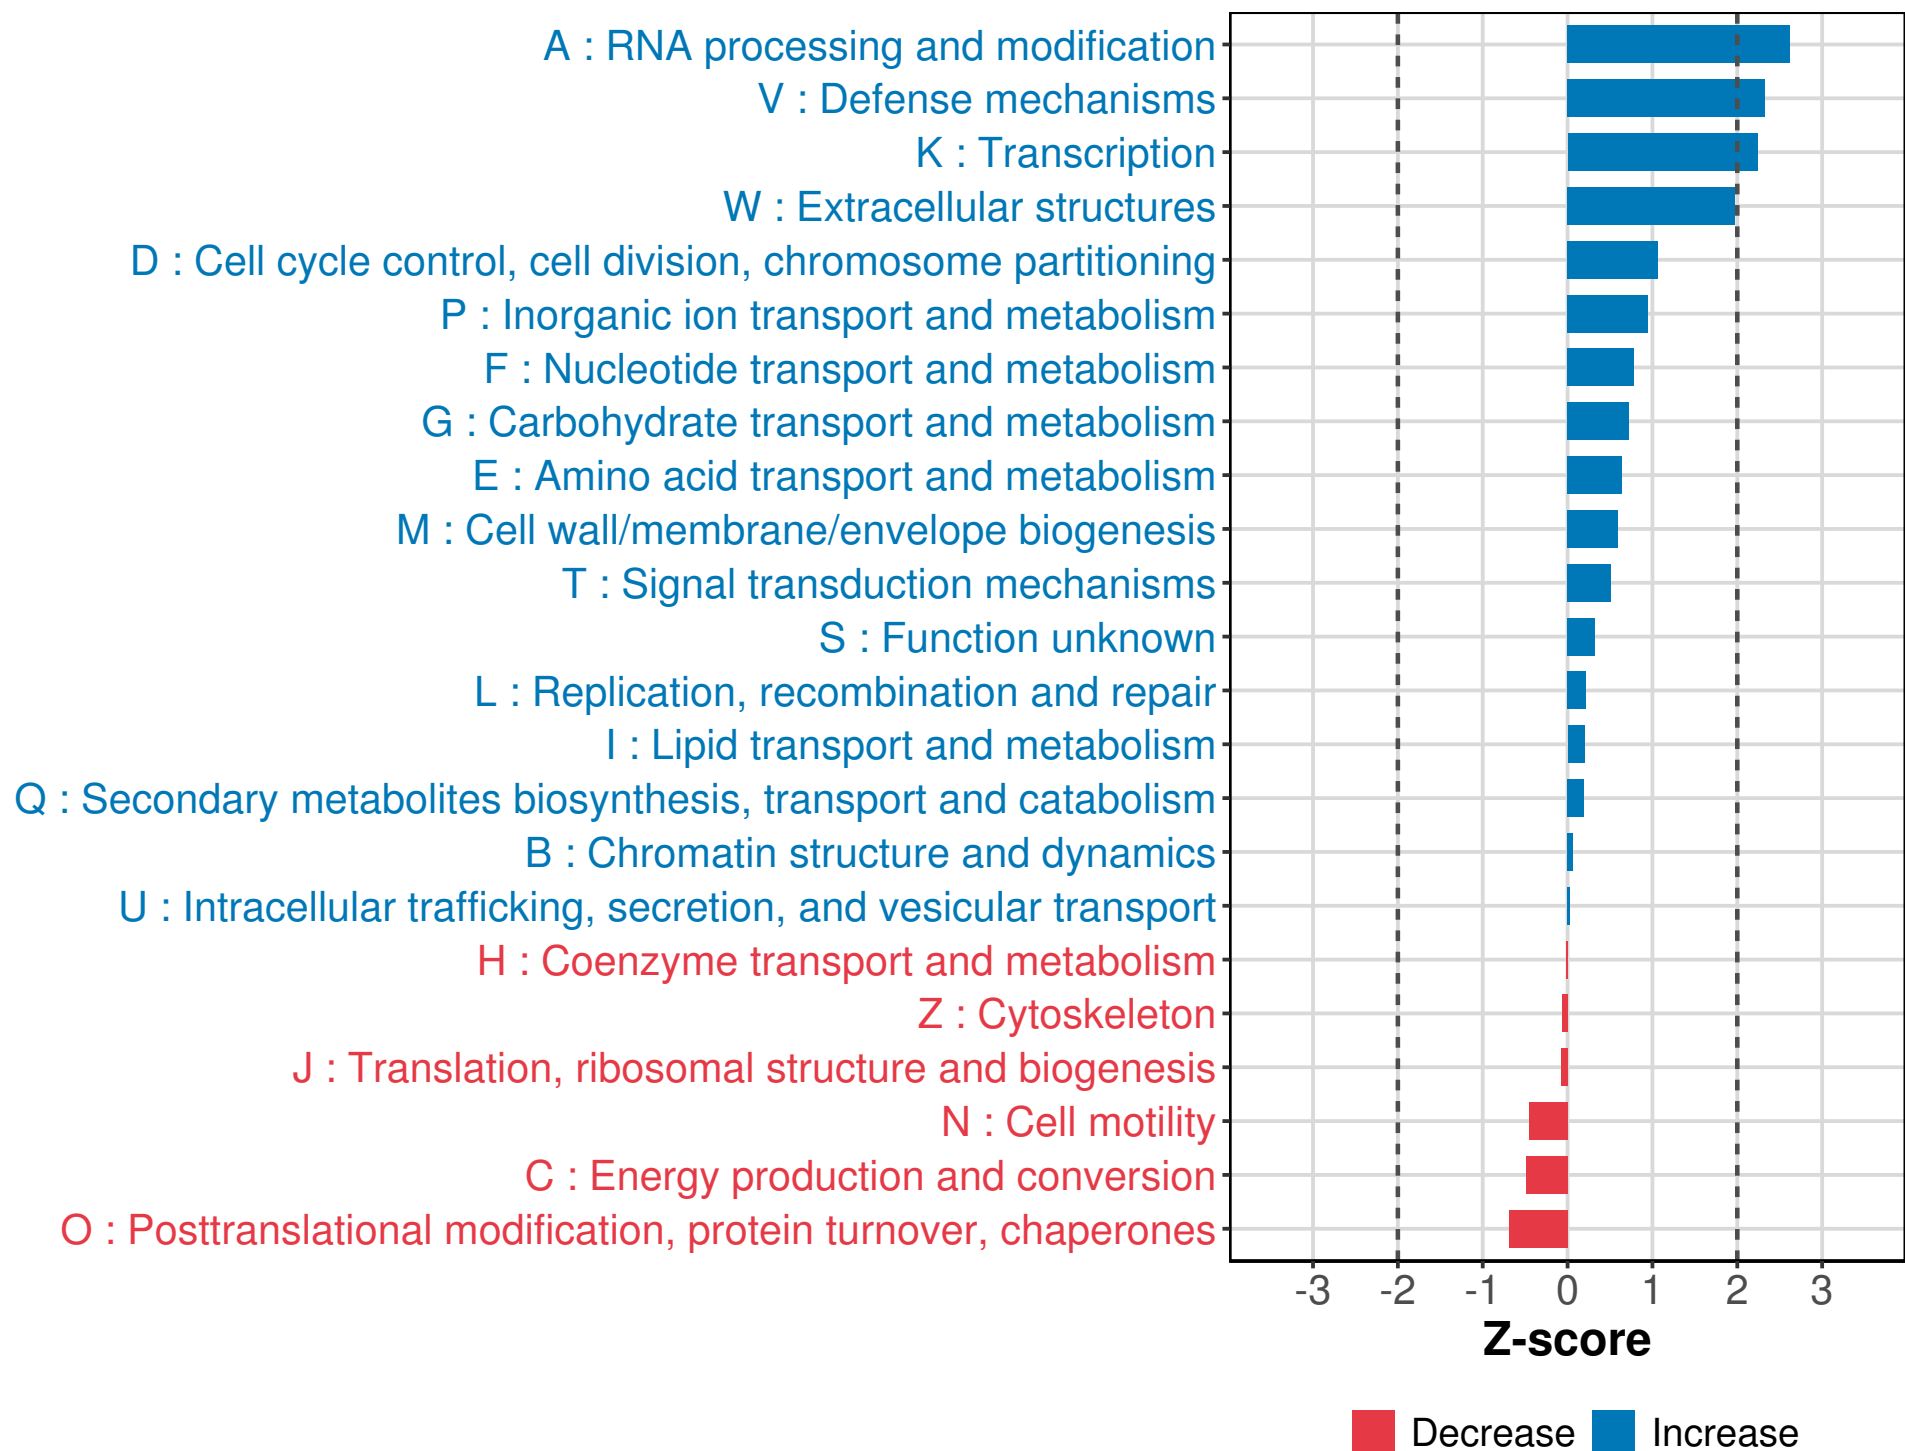 A : RNA processing and modification
V : Defense mechanisms
K : Transcription
W : Extracellular structures
D : Cell cycle control, cell division, chromosome partitioning
P : Inorganic ion transport and metabolism
F : Nucleotide transport and metabolism
G : Carbohydrate transport and metabolism
E : Amino acid transport and metabolism
M : Cell wall/membrane/envelope biogenesis
T : Signal transduction mechanisms
S : Function unknown
L : Replication, recombination and repair
I : Lipid transport and metabolism
Q : Secondary metabolites biosynthesis, transport and catabolism
B : Chromatin structure and dynamics
U : Intracellular trafficking, secretion, and vesicular transport
H : Coenzyme transport and metabolism
Z : Cytoskeleton
J : Translation, ribosomal structure and biogenesis
N : Cell motility
C : Energy production and conversion
O : Posttranslational modification, protein turnover, chaperones
-3 -2 -1 0 1 2 3
Z-score
Decrease Increase